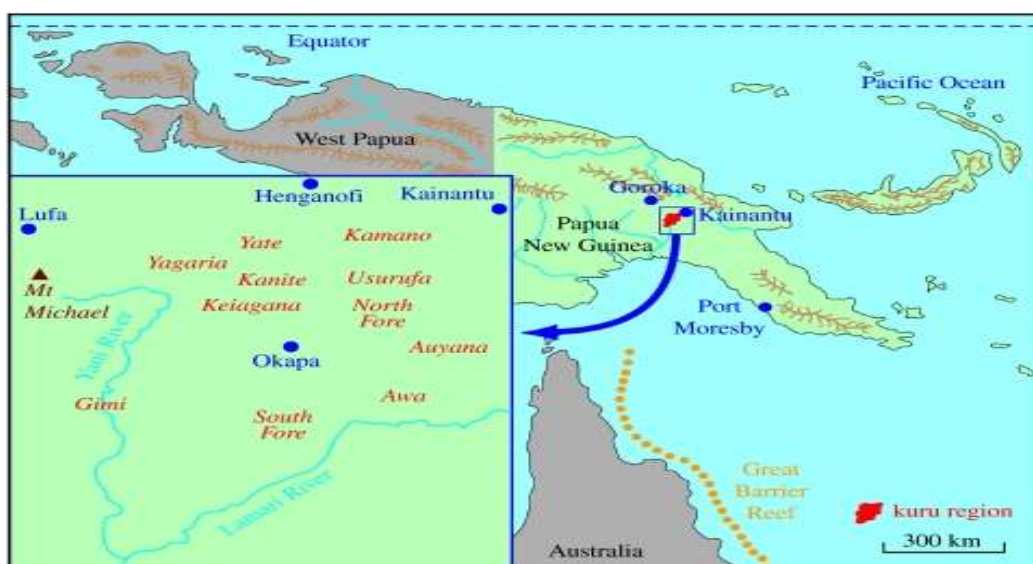 Equator
Pacific Ocean
West Papua
Goroka
Kainantu
Papua
New Guinea
Port
Moresby
Henganofi
Kainantu
Lufa
Yate
Kamano
Yagaria
Mt
Michael
Kanite
Usurufa
Keiagana
North
Fore
Yani River
Okapa
Auyana
Gimi
Awa
South
Fore
Lamari River
Great
Barrier
Reef
kuru region
300 km
Australia